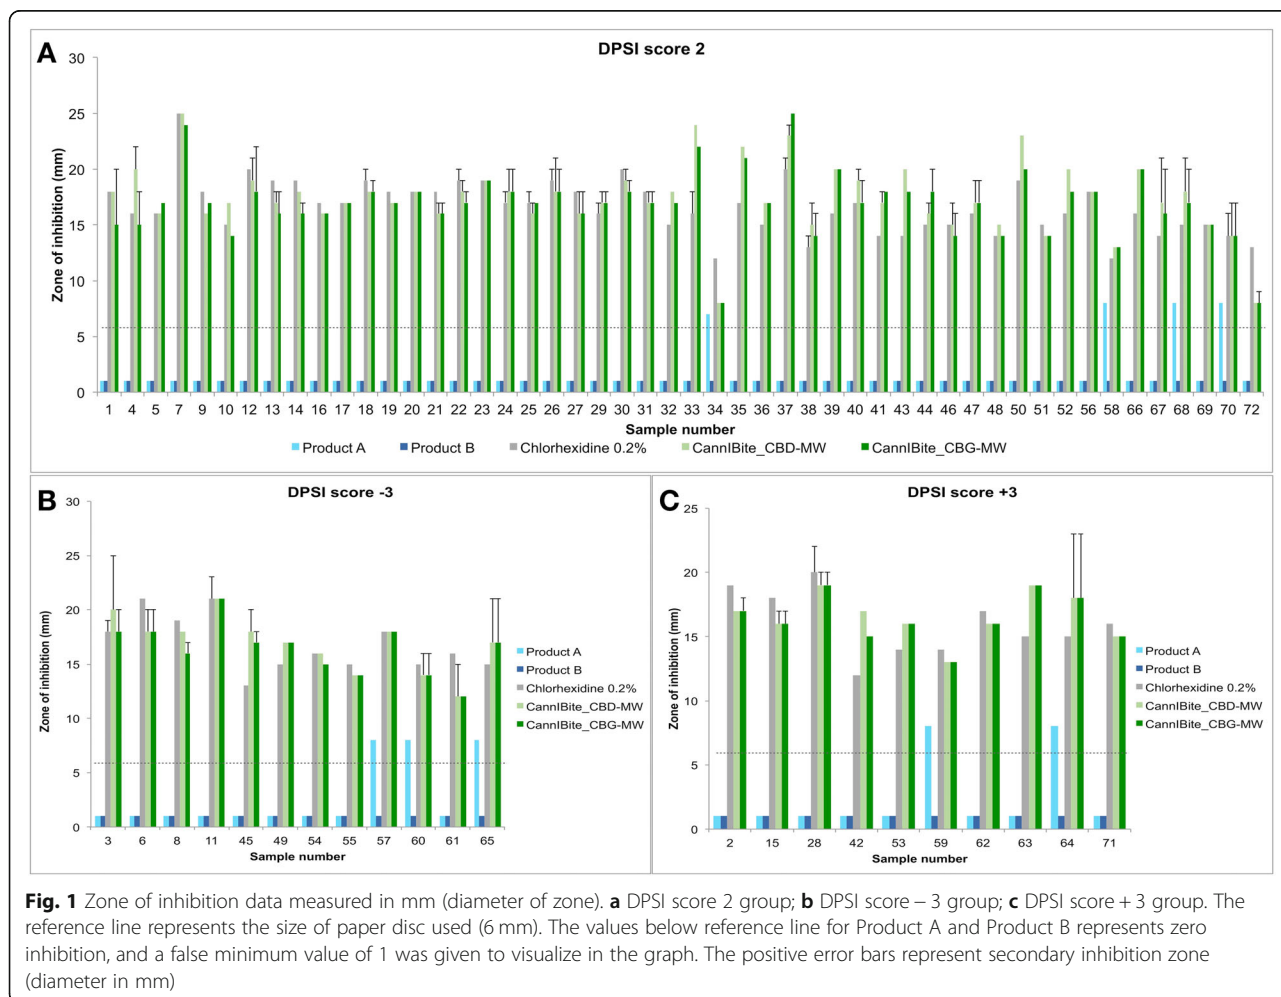 A
DPSI score 2
30
25
20
15
10
5
0
Zone of inhibition (mm)
1 4 5 7 9 10 12 13 14 16 17 18 19 20 21 22 23 24 25 26 27 29 30 31 32 33 34 35 36 37 38 39 40 41 43 44 46 47 48 50 51 52 56 58 66 67 68 69 70 72
Sample number
Product A Product B Chlorhexidine 0.2% CannIBite_CBD-MW CannIBite_CBG-MW
B
DPSI score -3
30
25
20
15
10
5
0
Zone of inhibition (mm)
3 6 8 11 45 49 54 55 57 60 61 65
Sample number
Product A
Product B
Chlorhexidine 0.2%
CannIBite_CBD-MW
CannIBite_CBG-MW
C
DPSI score +3
25
20
15
10
5
0
Zone of inhibition (mm)
2 15 28 42 53 59 62 63 64 71
Sample number
Product A
Product B
Chlorhexidine 0.2%
CannIBite_CBD-MW
CannIBite_CBG-MW
Fig. 1 Zone of inhibition data measured in mm (diameter of zone). a DPSI score 2 group; b DPSI score − 3 group; c DPSI score + 3 group. The
reference line represents the size of paper disc used (6 mm). The values below reference line for Product A and Product B represents zero
inhibition, and a false minimum value of 1 was given to visualize in the graph. The positive error bars represent secondary inhibition zone
(diameter in mm)